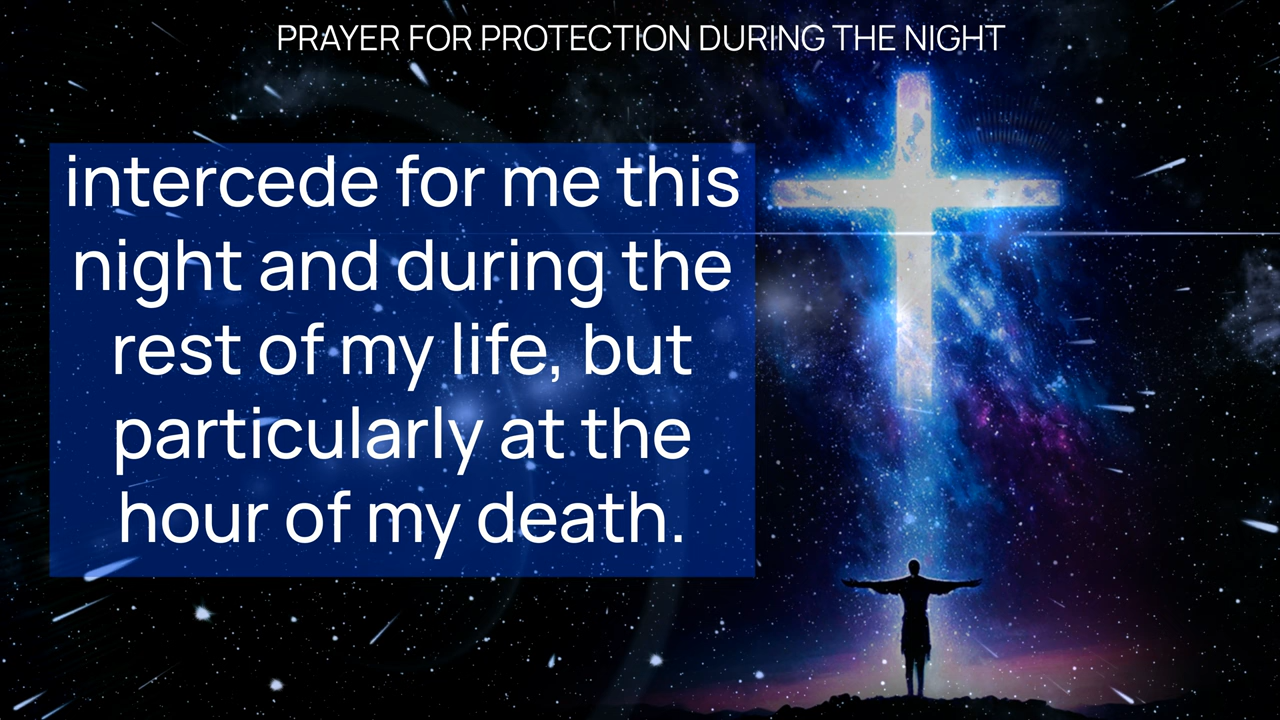 PRAYER FOR PROTECTION DURING THE NIGHT
intercede for me this
night and during the
rest of my life, but
particularly at the
hour of my death.